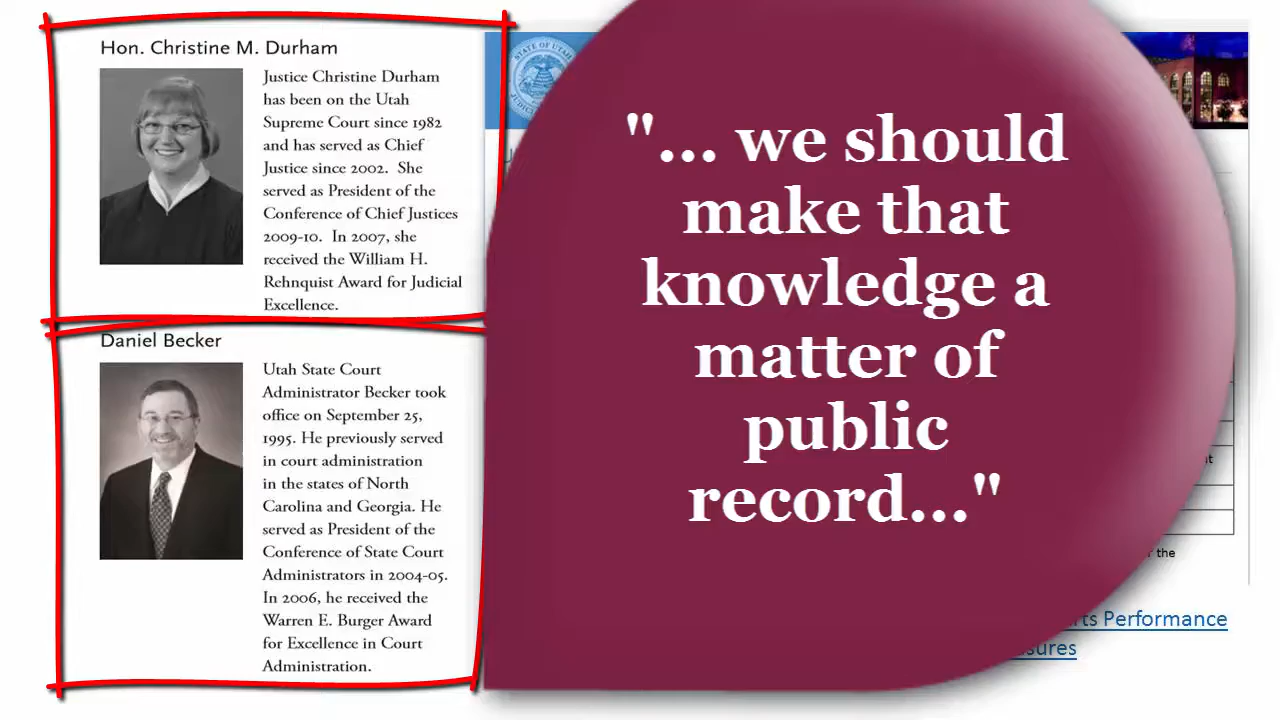 Hon. Christine M. Durham
Justice Christine Durham
has been on the Utah
Supreme Court since 1982
and has served as Chief
Justice since 2002. She
served as President of the
Conference of Chief Justices
2009-10. In 2007, she
received the William H.
Rehnquist Award for Judicial
Excellence.
Daniel Becker
Utah State Court
Administrator Becker took
office on September 25,
1995. He previously served
in court administration
in the states of North
Carolina and Georgia. He
served as President of the
Conference of State Court
Administrators in 2004-05.
In 2006, he received the
Warren E. Burger Award
for Excellence in Court
Administration.
STATE OF UTAH
"... we should
make that
knowledge a
matter of
public
record..."
the
Performance